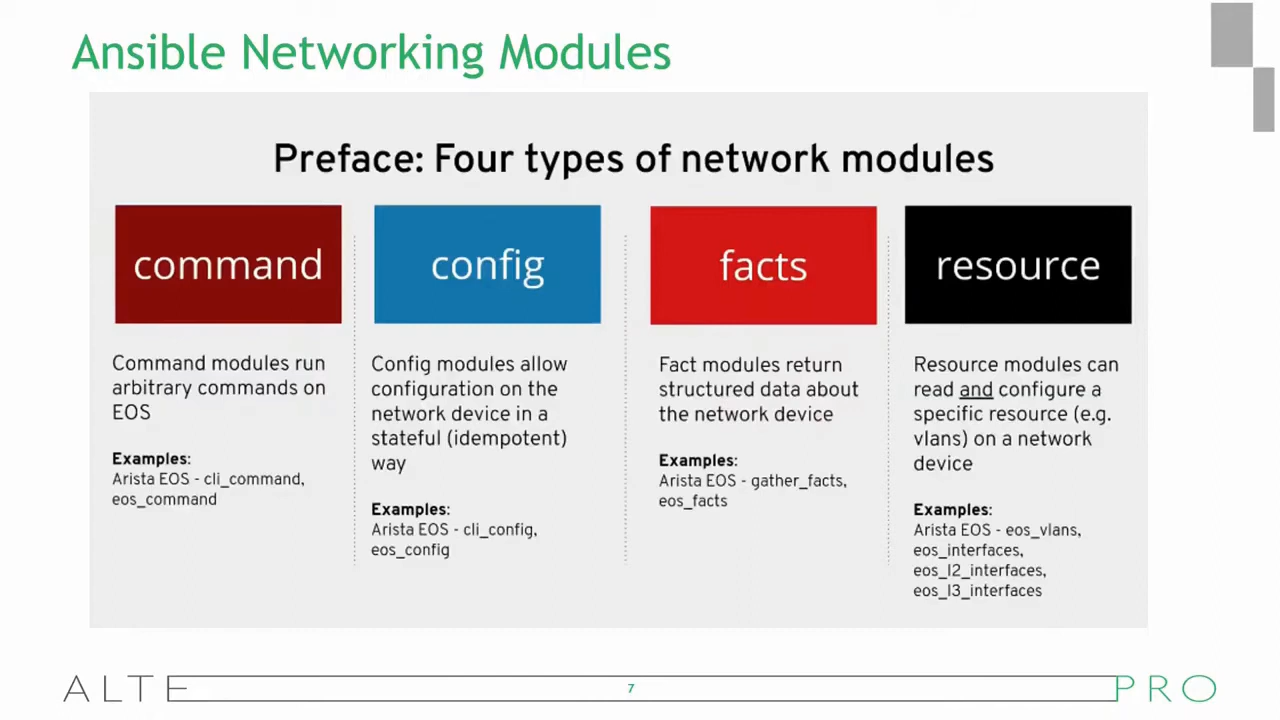 Ansible Networking Modules
Preface: Four types of network modules
command
Command modules run
arbitrary commands on
EOS
Examples:
Arista EOS - cli_command,
eos_command
config
Config modules allow
configuration on the
network device in a
stateful (idempotent)
way
Examples:
Arista EOS - cli_config,
eos_config
facts
Fact modules return
structured data about
the network device
Examples:
Arista EOS - gather_facts,
eos_facts
resource
Resource modules can
read and configure a
specific resource (e.g.
vlans) on a network
device
Examples:
Arista EOS - eos_vlans,
eos_interfaces,
eos_l2_interfaces,
eos_l3_interfaces
ALTE
7
PRO